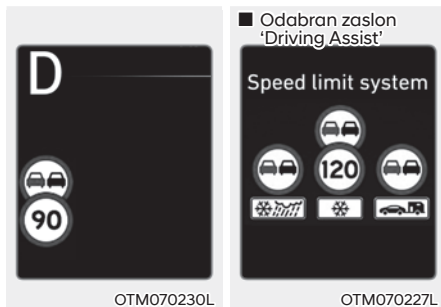 D
90
OTM070230L
■ Odabran zaslon
'Driving Assist'
Speed limit system
120
OTM070227L